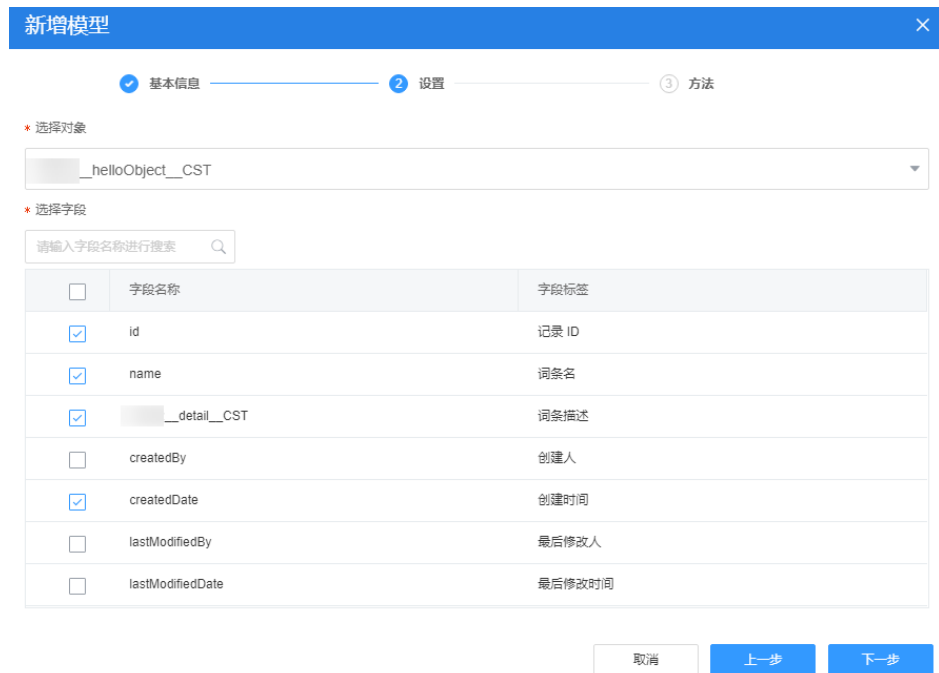 新增模型
基本信息 2 设置 3 方法
* 选择对象
__helloObject__CST
* 选择字段
请输入字段名称进行搜索
字段名称 字段标签
id 记录 ID
name 词条名
__detail__CST 词条描述
createdBy 创建人
createdDate 创建时间
lastModifiedBy 最后修改人
lastModifiedDate 最后修改时间
取消 上一步 下一步